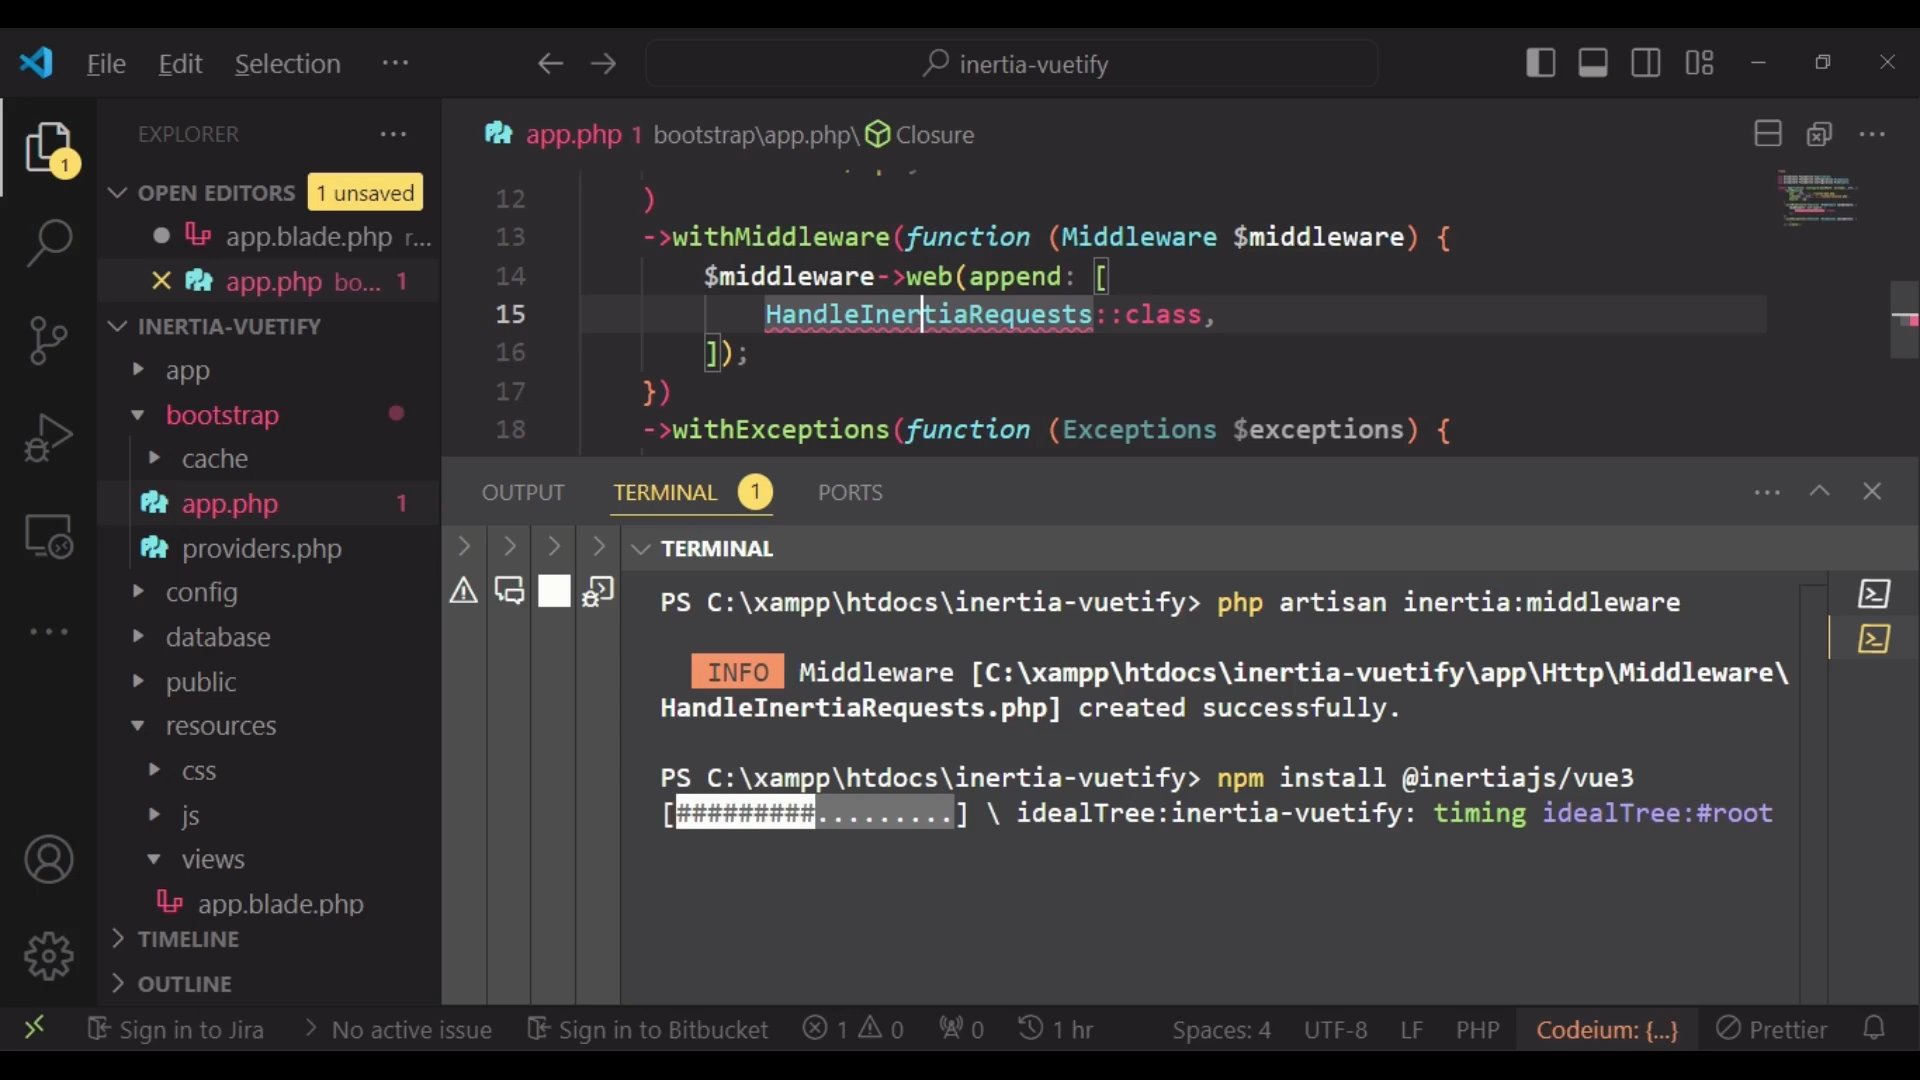 File Edit Selection ··· inertia-vuetify
EXPLORER ···
OPEN EDITORS 1 unsaved
app.blade.php r...
app.php bo... 1
INERTIA-VUETIFY
app
bootstrap
cache
app.php 1
providers.php
config
database
public
resources
css
js
views
app.blade.php
TIMELINE
OUTLINE
1
app.php 1 bootstrap\app.php\ Closure
12 )
13 ->withMiddleware(function (Middleware $middleware) {
14 $middleware->web(append: [
15 HandleInertiaRequests::class,
16 ]);
17 })
18 ->withExceptions(function (Exceptions $exceptions) {
OUTPUT TERMINAL 1 PORTS
TERMINAL
PS C:\xampp\htdocs\inertia-vuetify> php artisan inertia:middleware
INFO Middleware [C:\xampp\htdocs\inertia-vuetify\app\Http\Middleware\
HandleInertiaRequests.php] created successfully.
PS C:\xampp\htdocs\inertia-vuetify> npm install @inertiajs/vue3
[#########.........] \ idealTree:inertia-vuetify: timing idealTree:#root
Sign in to Jira No active issue Sign in to Bitbucket 1 0 0 1 hr Spaces: 4 UTF-8 LF PHP Codeium: {...} Prettier